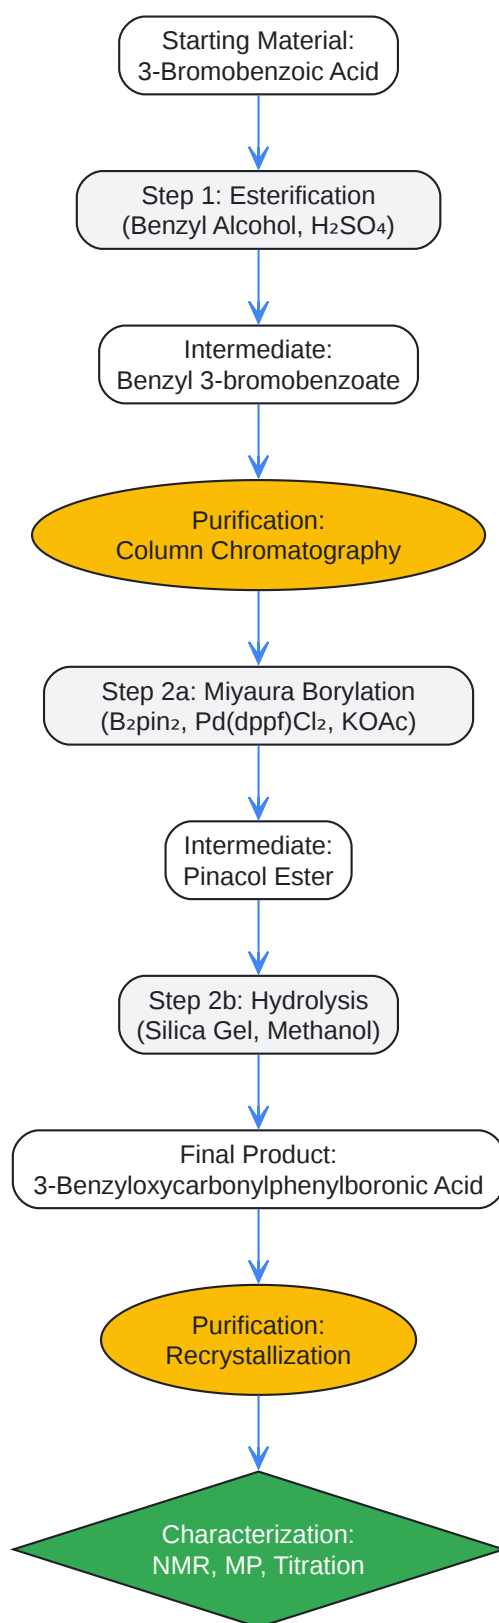 Starting Material:
3-Bromobenzoic Acid
Step 1: Esterification
(Benzyl Alcohol, H₂SO₄)
Intermediate:
Benzyl 3-bromobenzoate
Purification:
Column Chromatography
Step 2a: Miyaura Borylation
(B₂pin₂, Pd(dppf)Cl₂, KOAc)
Intermediate:
Pinacol Ester
Step 2b: Hydrolysis
(Silica Gel, Methanol)
Final Product:
3-Benzyloxycarbonylphenylboronic Acid
Purification:
Recrystallization
Characterization:
NMR, MP, Titration